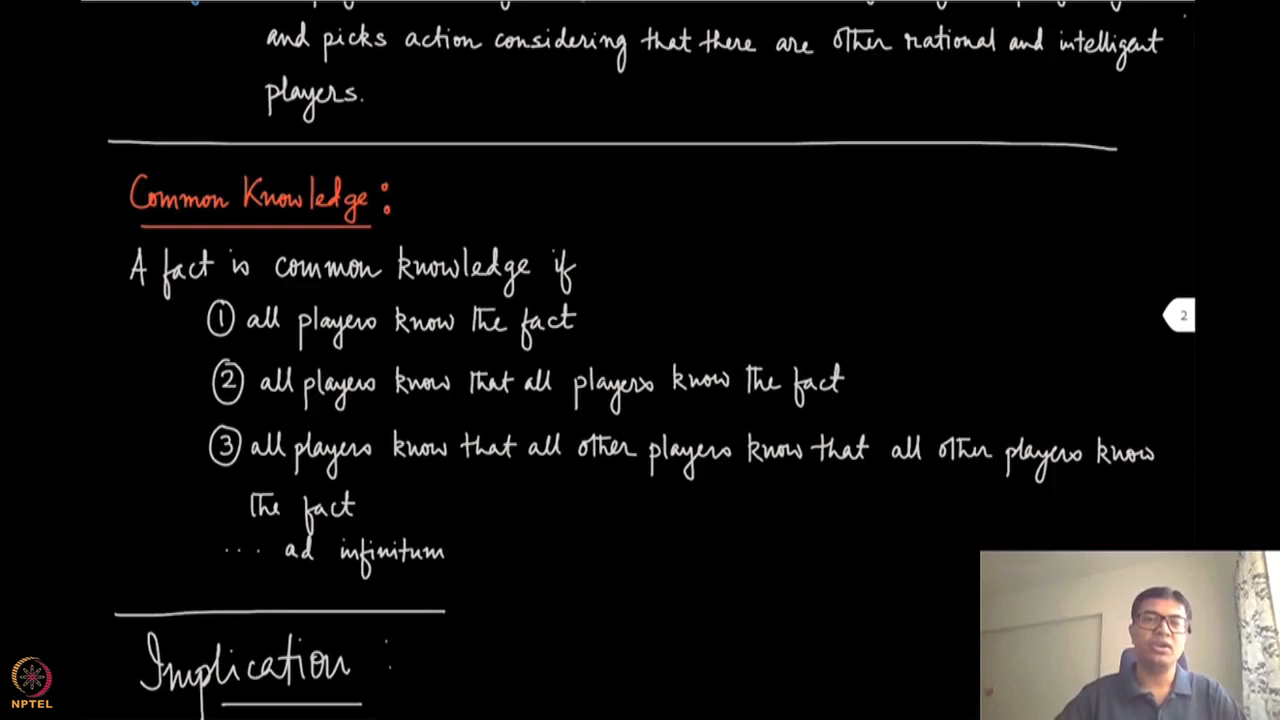 and picks action considering that there are other rational and intelligent
players.
Common Knowledge:
A fact is common knowledge if
① all players know the fact
② all players know that all players know the fact
③ all players know that all other players know that all other players know
the fact
... ad infinitum
2
Implication :
NPTEL